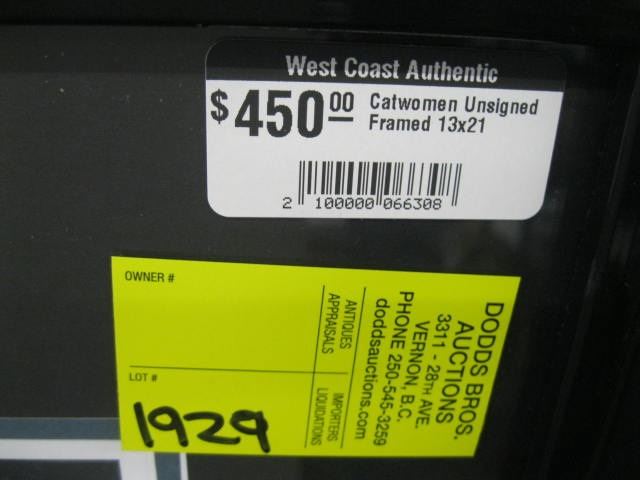 West Coast Authentic
$450.00 Catwomen Unsigned
Framed 13x21
2 100000 066308
OWNER #
LOT #
1929
ANTIQUES
APPRAISALS
IMPORTERS
LIQUIDATIONS
DODDS BROS.
AUCTIONS
3311 - 28TH AVE.
VERNON, B.C.
PHONE 250-545-3259
doddsauctions.com